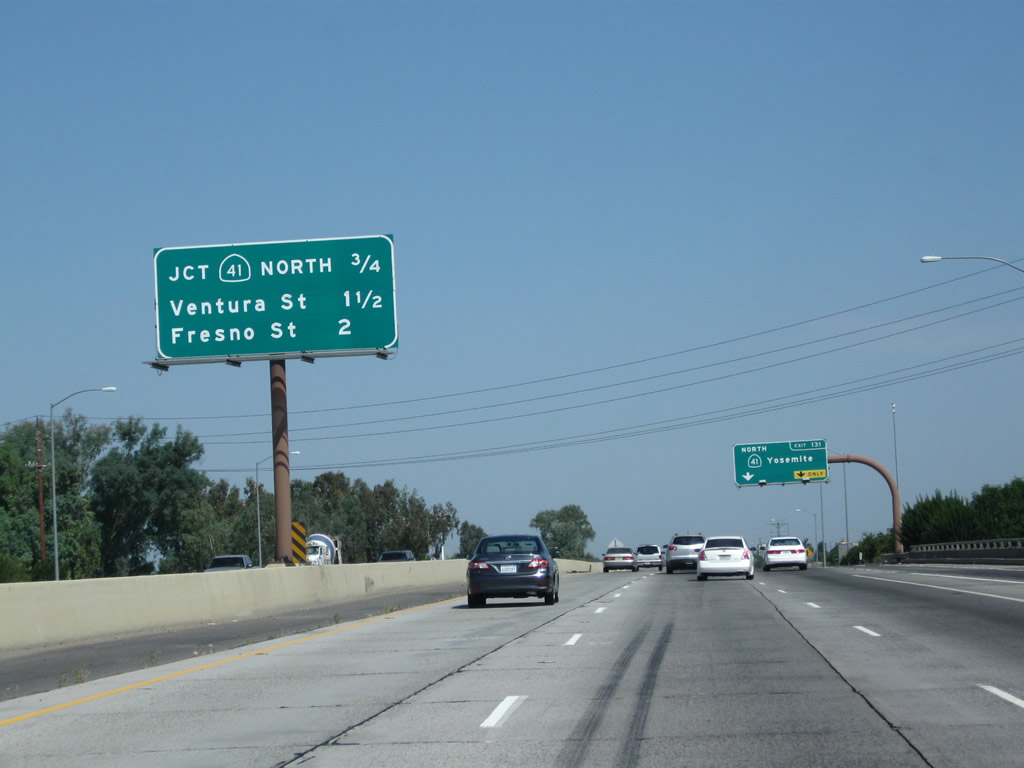 JCT 41 NORTH 3/4
Ventura St 1 1/2
Fresno St 2
EXIT 131
NORTH
41 Yosemite
ONLY